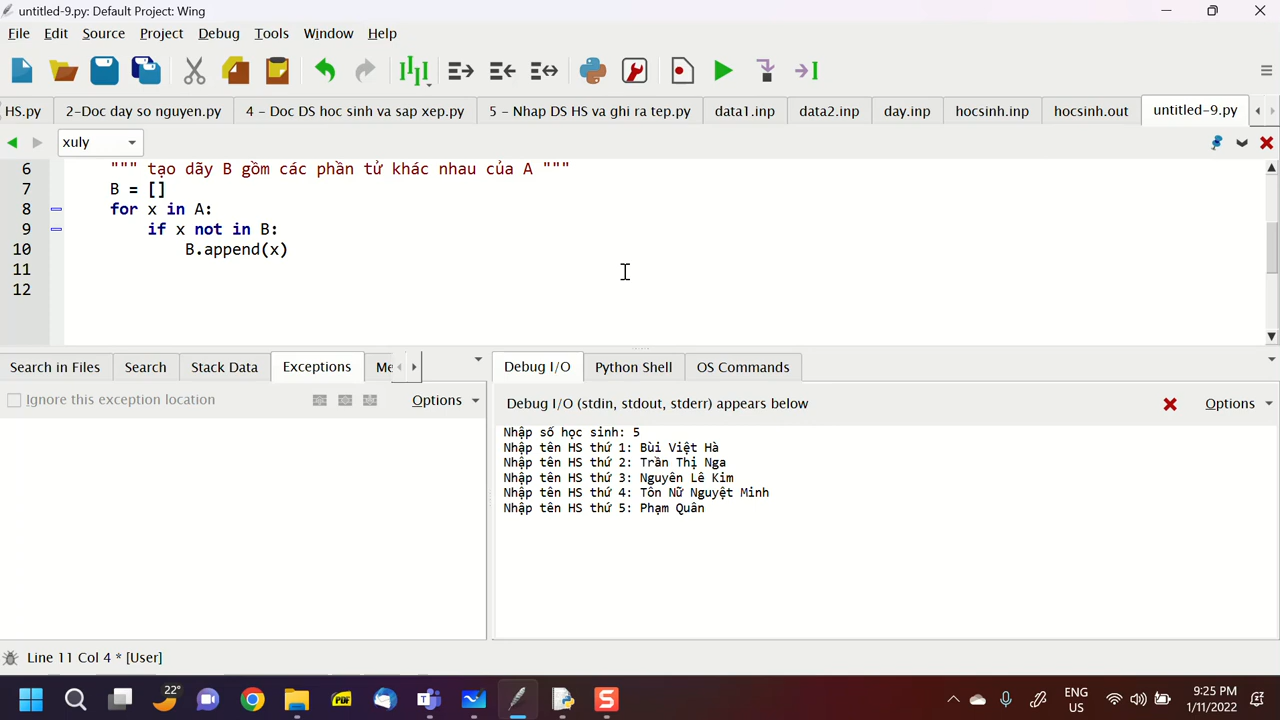 untitled-9.py: Default Project: Wing
File Edit Source Project Debug Tools Window Help
HS.py 2-Doc day so nguyen.py 4 - Doc DS hoc sinh va sap xep.py 5 - Nhap DS HS va ghi ra tep.py data1.inp data2.inp day.inp hocsinh.inp hocsinh.out untitled-9.py
xuly
6 """ tạo dãy B gồm các phần tử khác nhau của A """
7 B = []
8 for x in A:
9 if x not in B:
10 B.append(x)
11
12
Search in Files Search Stack Data Exceptions Me
Debug I/O Python Shell OS Commands
Ignore this exception location Options
Debug I/O (stdin, stdout, stderr) appears below Options
Nhập số học sinh: 5
Nhập tên HS thứ 1: Bùi Việt Hà
Nhập tên HS thứ 2: Trần Thị Nga
Nhập tên HS thứ 3: Nguyên Lê Kim
Nhập tên HS thứ 4: Tôn Nữ Nguyệt Minh
Nhập tên HS thứ 5: Phạm Quân
Line 11 Col 4 * [User]
22°
PDF
S
ENG
US
9:25 PM
1/11/2022